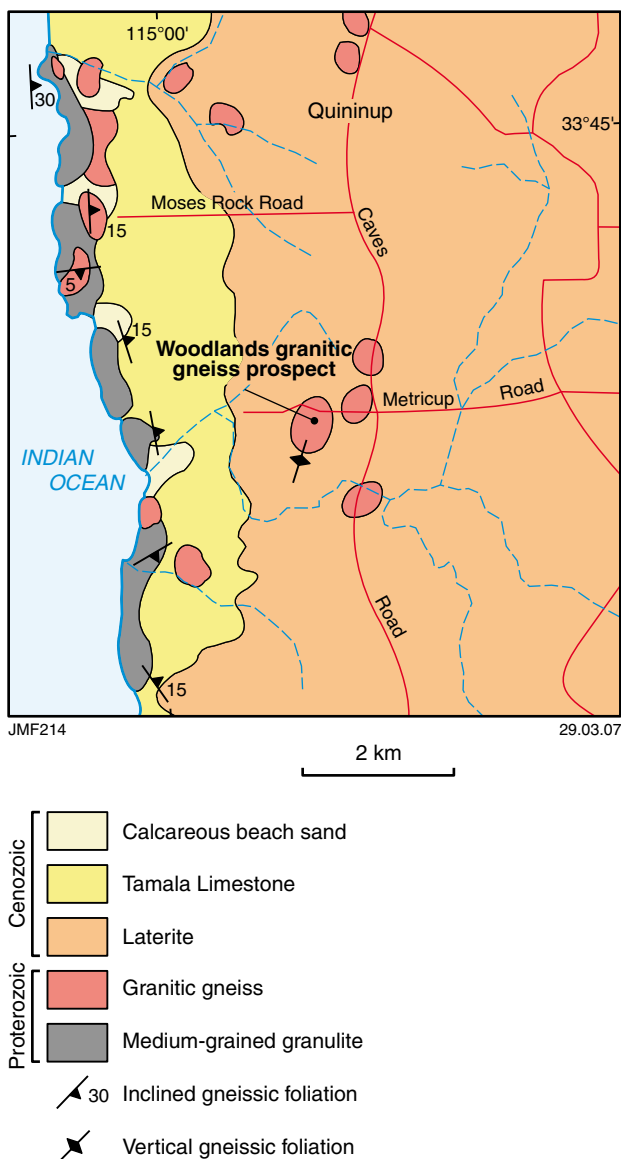 115°00'
30
Quininup
33°45'
Moses Rock Road
15
Caves
5
15
Woodlands granitic
gneiss prospect
Metricup Road
INDIAN
OCEAN
Road
15
JMF214
29.03.07
2 km
Cenozoic
Calcareous beach sand
Tamala Limestone
Laterite
Proterozoic
Granitic gneiss
Medium-grained granulite
30 Inclined gneissic foliation
Vertical gneissic foliation